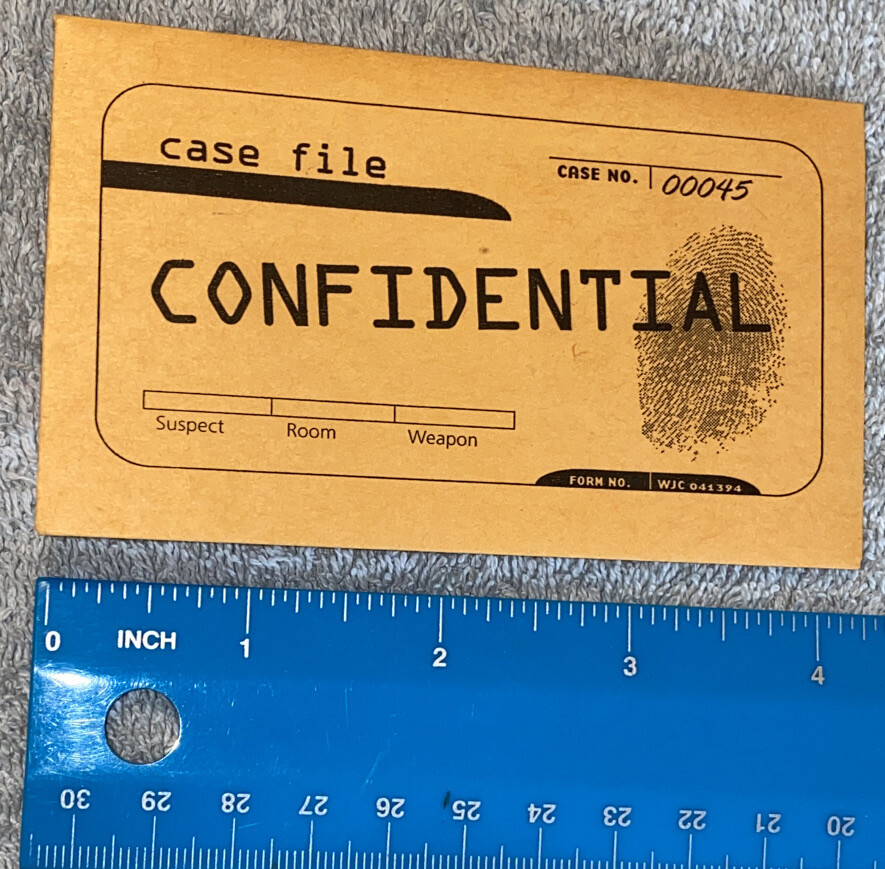 case file
CASE NO. 00045
CONFIDENTIAL
Suspect Room Weapon
FORM NO. WJC 041394
0 INCH 1 2 3 4
30 29 28 27 26 25 24 23 22 21 20